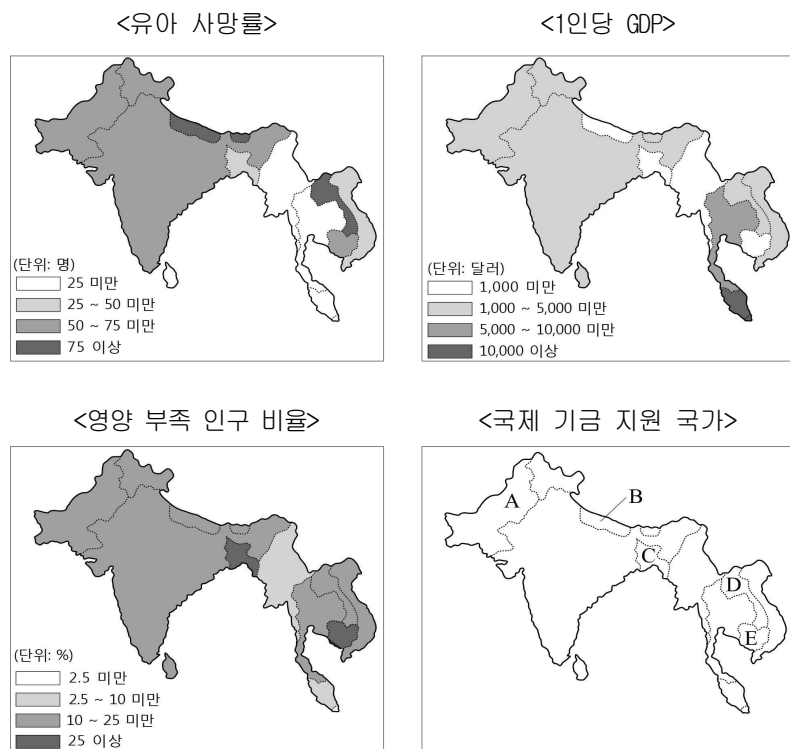 <유아 사망률>
(단위: 명)
25 미만
25 ~ 50 미만
50 ~ 75 미만
75 이상
<1인당 GDP>
(단위: 달러)
1,000 미만
1,000 ~ 5,000 미만
5,000 ~ 10,000 미만
10,000 이상
<영양 부족 인구 비율>
(단위: %)
2.5 미만
2.5 ~ 10 미만
10 ~ 25 미만
25 이상
<국제 기금 지원 국가>
A
B
C
D
E